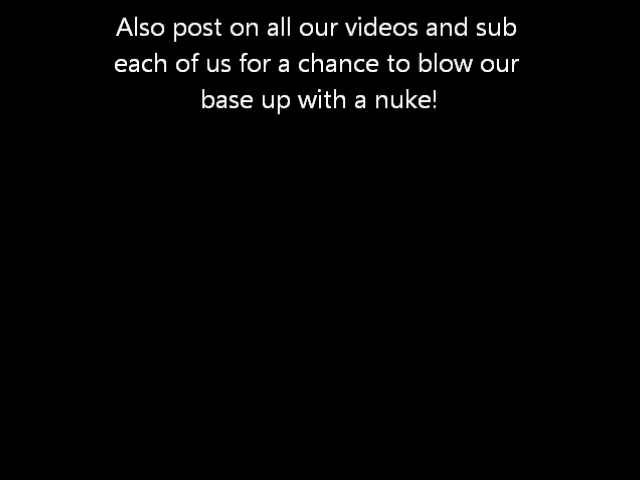 Also post on all our videos and sub
each of us for a chance to blow our
base up with a nuke!